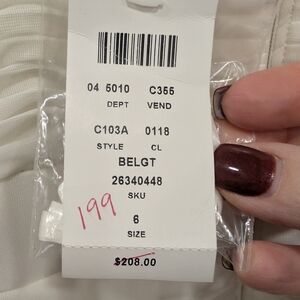 04 5010 C355
DEPT VEND
C103A 0118
STYLE CL
BELGT
26340448
SKU
199
6
SIZE
$208.00